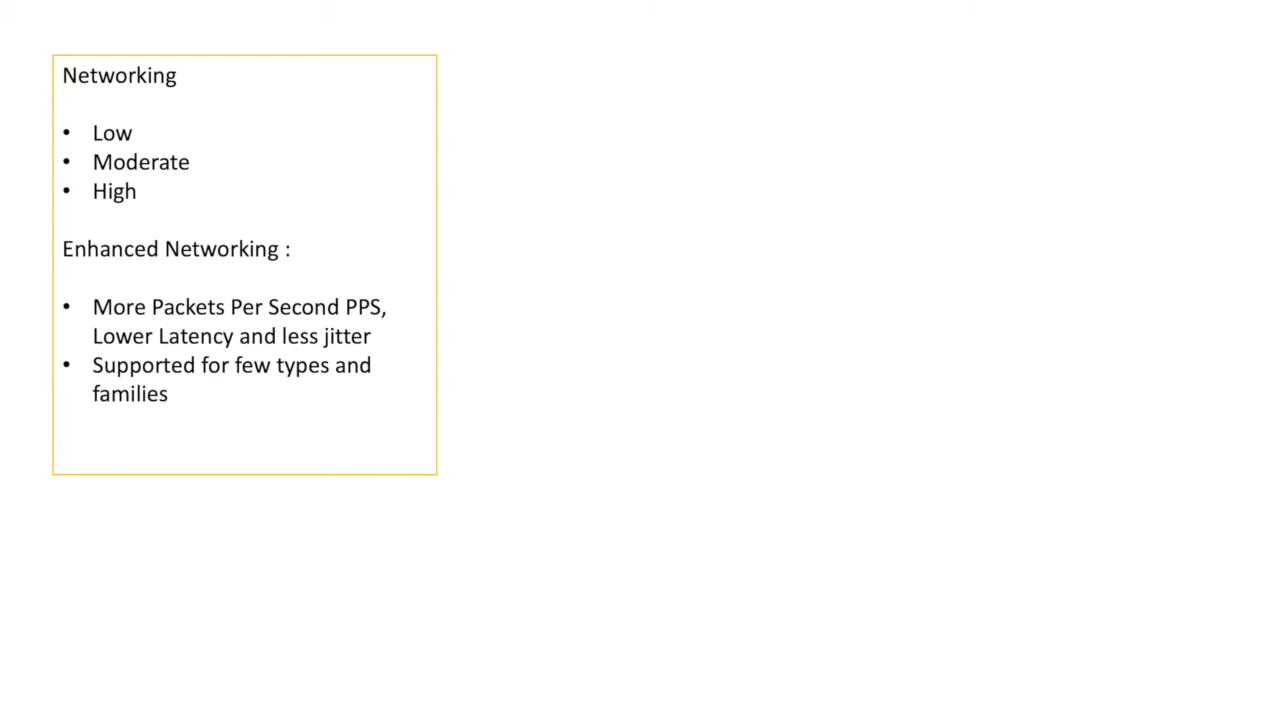 Networking
• Low
• Moderate
• High
Enhanced Networking :
• More Packets Per Second PPS,
Lower Latency and less jitter
• Supported for few types and
families